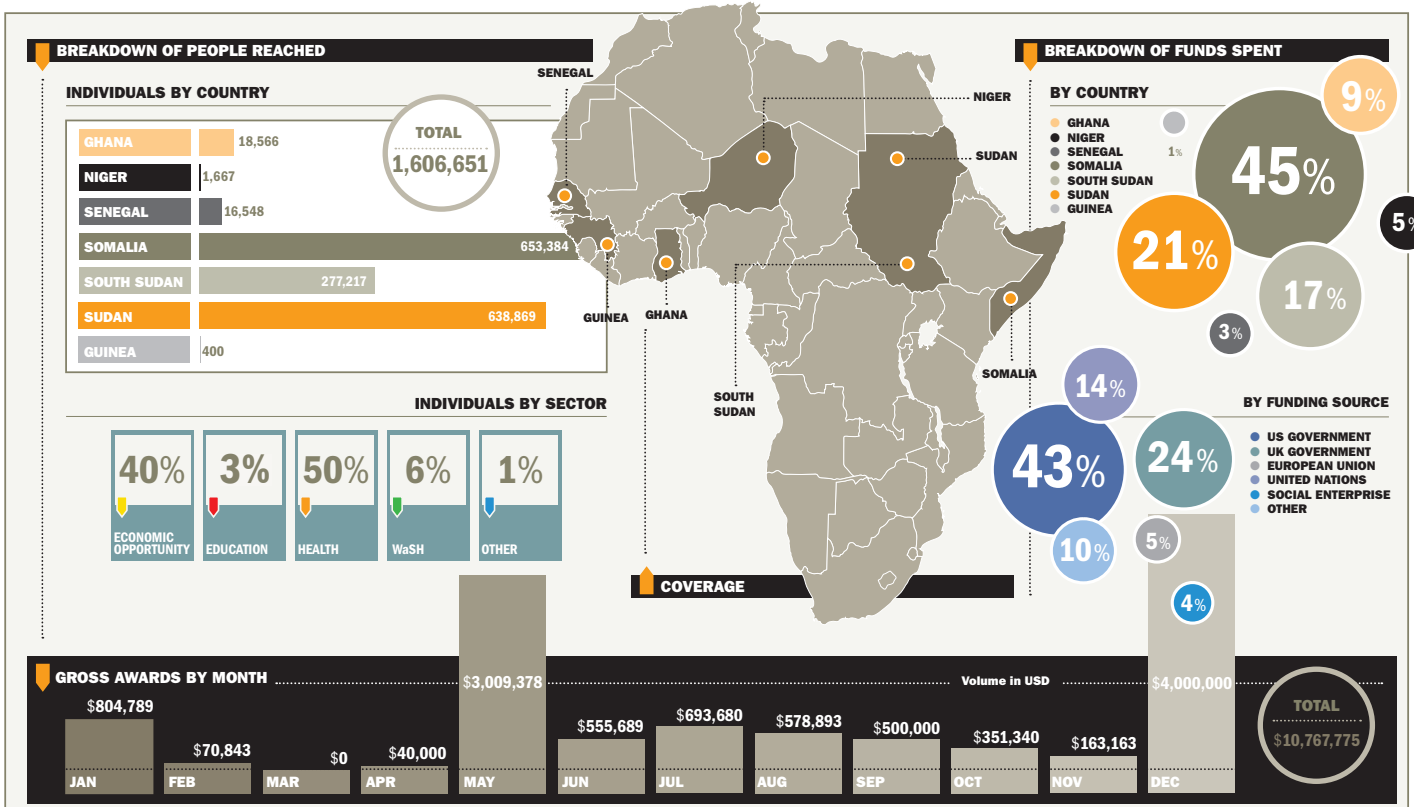 BREAKDOWN OF PEOPLE REACHED
INDIVIDUALS BY COUNTRY
GHANA 18,566
NIGER 1,667
SENEGAL 16,548
SOMALIA 653,384
SOUTH SUDAN 277,217
SUDAN 638,869
GUINEA 400
TOTAL
1,606,651
INDIVIDUALS BY SECTOR
40%
ECONOMIC
OPPORTUNITY
3%
EDUCATION
50%
HEALTH
6%
WaSH
1%
OTHER
SENEGAL
NIGER
SUDAN
GUINEA
GHANA
SOUTH
SUDAN
SOMALIA
COVERAGE
BREAKDOWN OF FUNDS SPENT
BY COUNTRY
GHANA
NIGER
SENEGAL
SOMALIA
SOUTH SUDAN
SUDAN
GUINEA
1%
9%
45%
5%
21%
17%
3%
BY FUNDING SOURCE
US GOVERNMENT
UK GOVERNMENT
EUROPEAN UNION
UNITED NATIONS
SOCIAL ENTERPRISE
OTHER
14%
43%
24%
10%
5%
4%
GROSS AWARDS BY MONTH
Volume in USD
$804,789
JAN
$70,843
FEB
$0
MAR
$40,000
APR
$3,009,378
MAY
$555,689
JUN
$693,680
JUL
$578,893
AUG
$500,000
SEP
$351,340
OCT
$163,163
NOV
$4,000,000
DEC
TOTAL
$10,767,775